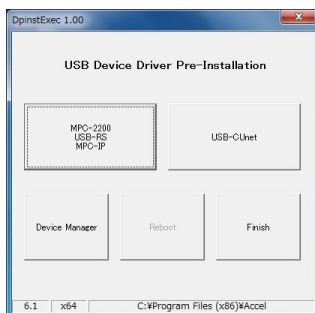 DpinstExec 1.00
USB Device Driver Pre-Installation
MPC-2200
USB-RS
MPC-IP
USB-CUnet
Device Manager
Reboot
Finish
6.1 x64 C:¥Program Files (x86)¥Accel